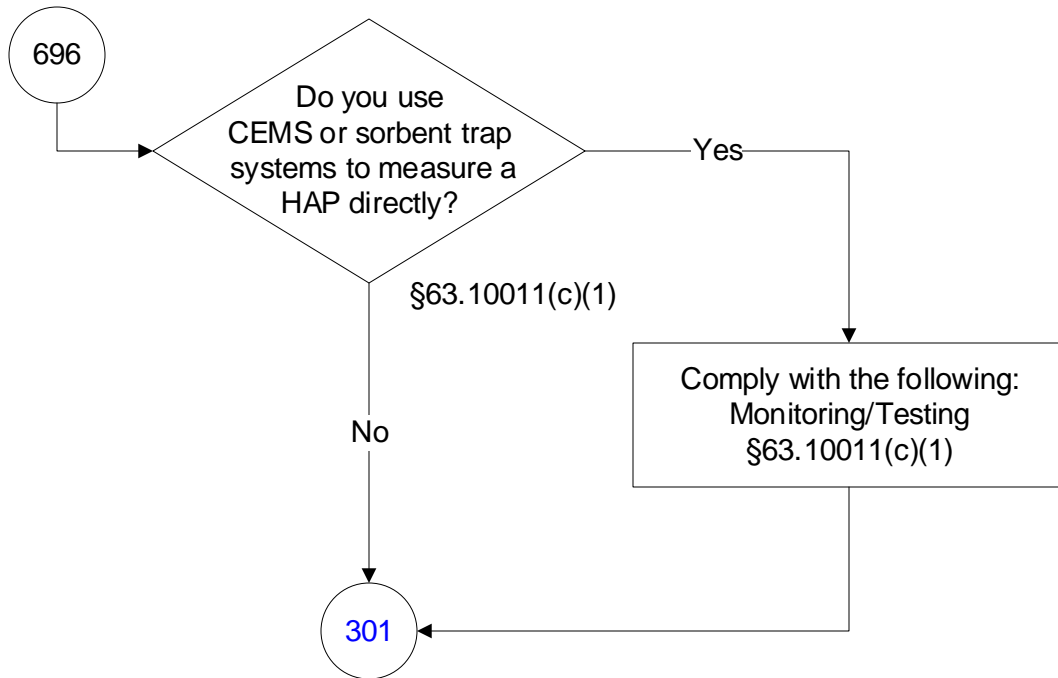 696
Do you use
CEMS or sorbent trap
systems to measure a
HAP directly?
Yes
§63.10011(c)(1)
Comply with the following:
Monitoring/Testing
§63.10011(c)(1)
No
301